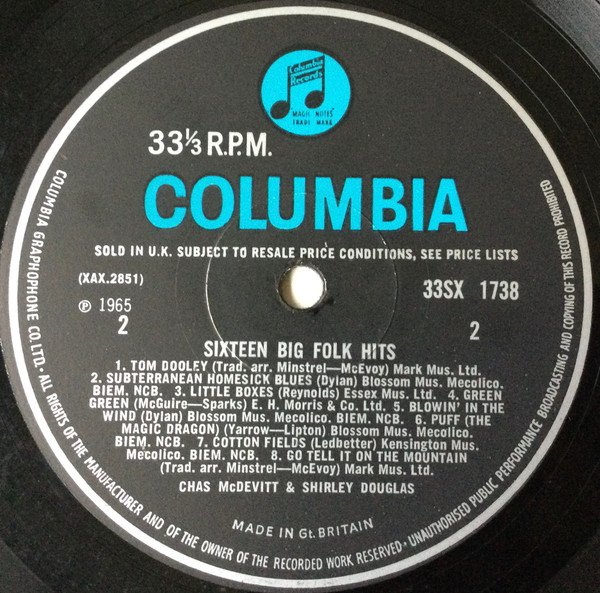 Columbia
Records
MAGIC NOTES
TRADE MARK
33⅓ R.P.M.
COLUMBIA
SOLD IN U.K. SUBJECT TO RESALE PRICE CONDITIONS, SEE PRICE LISTS
(XAX.2851)
33SX 1738
℗ 1965
2
2
SIXTEEN BIG FOLK HITS
1. TOM DOOLEY (Trad. arr. Minstrel—McEvoy) Mark Mus. Ltd.
2. SUBTERRANEAN HOMESICK BLUES (Dylan) Blossom Mus. Mecolico.
BIEM. NCB. 3. LITTLE BOXES (Reynolds) Essex Mus. Ltd. 4. GREEN
GREEN (McGuire—Sparks) E. H. Morris & Co. Ltd. 5. BLOWIN' IN THE
WIND (Dylan) Blossom Mus. Mecolico. BIEM. NCB. 6. PUFF (THE
MAGIC DRAGON) (Yarrow—Lipton) Blossom Mus. Mecolico.
BIEM. NCB. 7. COTTON FIELDS (Ledbetter) Kensington Mus.
Mecolico. BIEM. NCB. 8. GO TELL IT ON THE MOUNTAIN
(Trad. arr. Minstrel—McEvoy) Mark Mus. Ltd.
CHAS McDEVITT & SHIRLEY DOUGLAS
MADE IN Gt. BRITAIN
COLUMBIA GRAPHOPHONE CO. LTD. · ALL RIGHTS OF THE MANUFACTURER AND OF THE OWNER OF THE RECORDED WORK RESERVED · UNAUTHORISED PUBLIC PERFORMANCE BROADCASTING AND COPYING OF THIS RECORD PROHIBITED